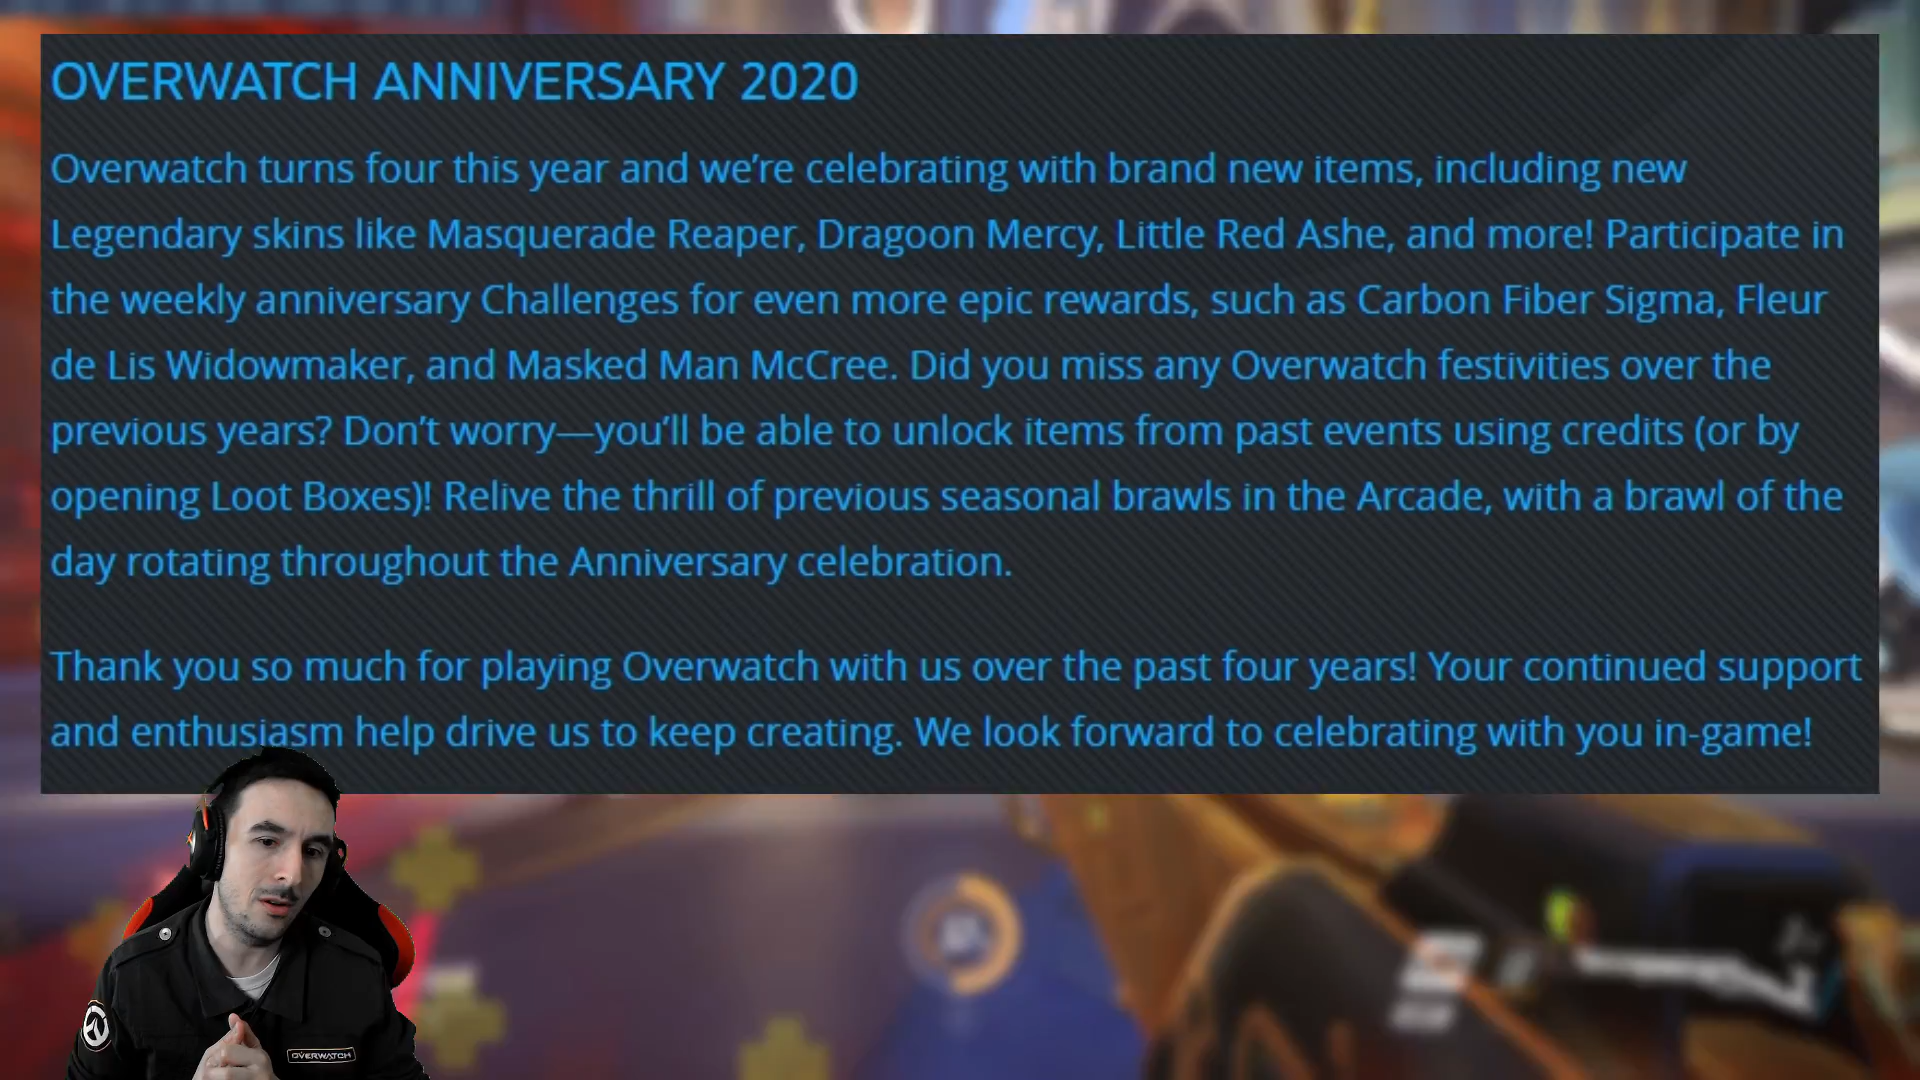 OVERWATCH ANNIVERSARY 2020
Overwatch turns four this year and we’re celebrating with brand new items, including new
Legendary skins like Masquerade Reaper, Dragoon Mercy, Little Red Ashe, and more! Participate in
the weekly anniversary Challenges for even more epic rewards, such as Carbon Fiber Sigma, Fleur
de Lis Widowmaker, and Masked Man McCree. Did you miss any Overwatch festivities over the
previous years? Don’t worry—you’ll be able to unlock items from past events using credits (or by
opening Loot Boxes)! Relive the thrill of previous seasonal brawls in the Arcade, with a brawl of the
day rotating throughout the Anniversary celebration.
Thank you so much for playing Overwatch with us over the past four years! Your continued support
and enthusiasm help drive us to keep creating. We look forward to celebrating with you in-game!
OVERWATCH